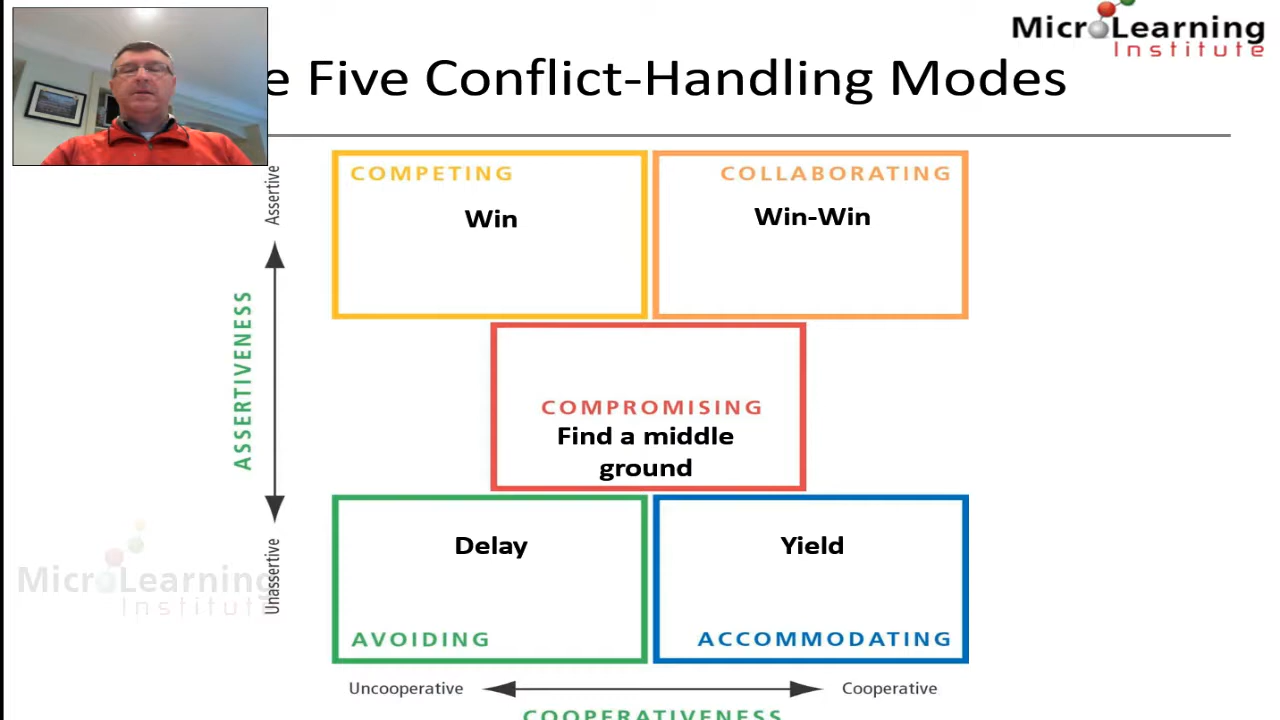 MicroLearning
Institute
e Five Conflict-Handling Modes
Assertive
COMPETING
Win
COLLABORATING
Win-Win
ASSERTIVENESS
COMPROMISING
Find a middle
ground
Unassertive
Delay
AVOIDING
Yield
ACCOMMODATING
MicroLearning
Institute
Uncooperative
Cooperative
COOPERATIVENESS